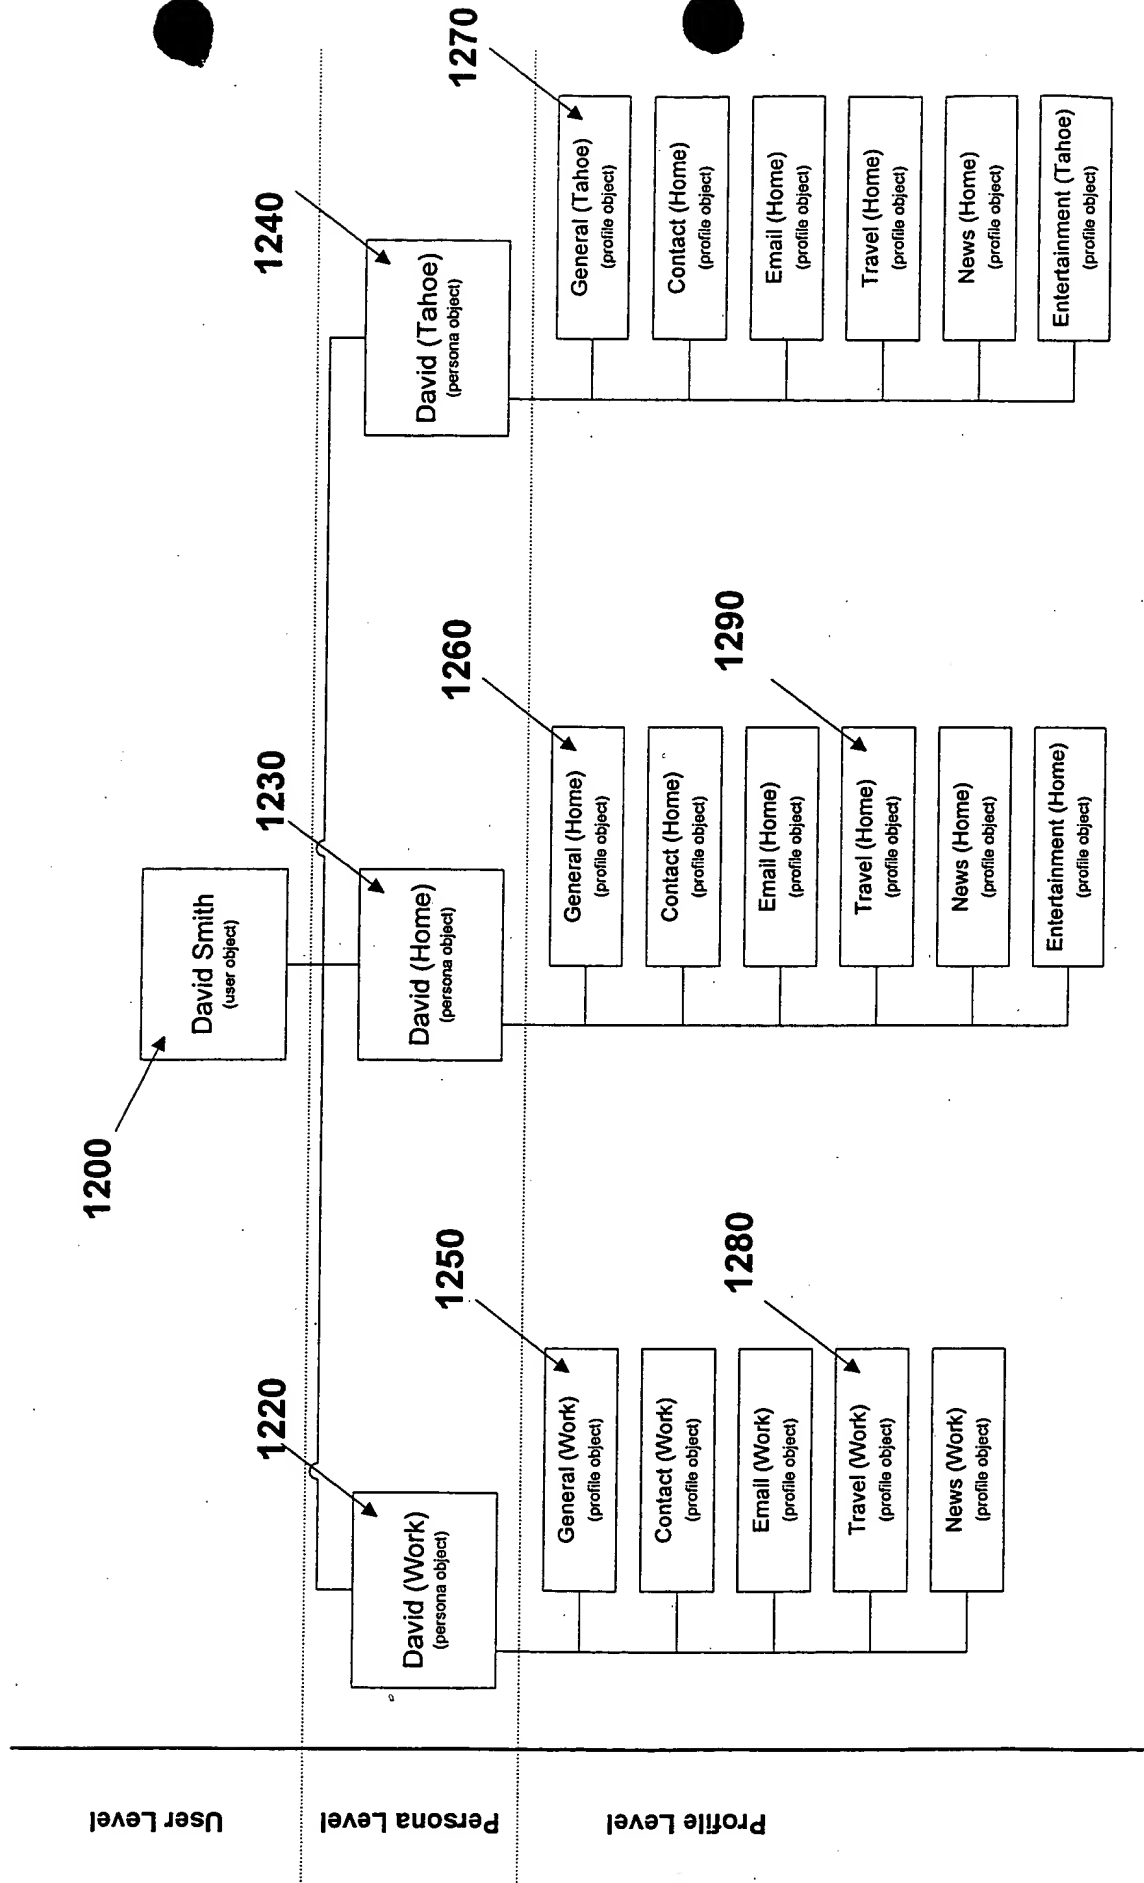 User Level
1200
David Smith
(user object)
Persona Level
1220
David (Work)
(persona object)
1230
David (Home)
(persona object)
1240
David (Tahoe)
(persona object)
Profile Level
1250
General (Work)
(profile object)
Contact (Work)
(profile object)
Email (Work)
(profile object)
1280
Travel (Work)
(profile object)
News (Work)
(profile object)
1260
General (Home)
(profile object)
Contact (Home)
(profile object)
Email (Home)
(profile object)
1290
Travel (Home)
(profile object)
News (Home)
(profile object)
Entertainment (Home)
(profile object)
1270
General (Tahoe)
(profile object)
Contact (Home)
(profile object)
Email (Home)
(profile object)
Travel (Home)
(profile object)
News (Home)
(profile object)
Entertainment (Tahoe)
(profile object)